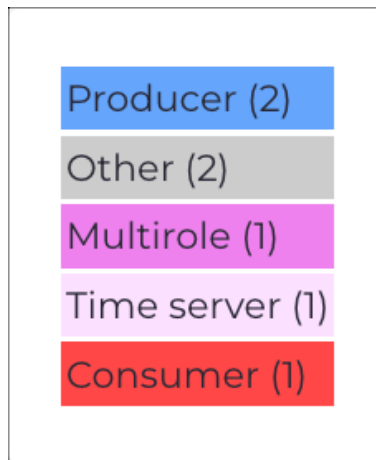 Producer (2)
Other (2)
Multirole (1)
Time server (1)
Consumer (1)